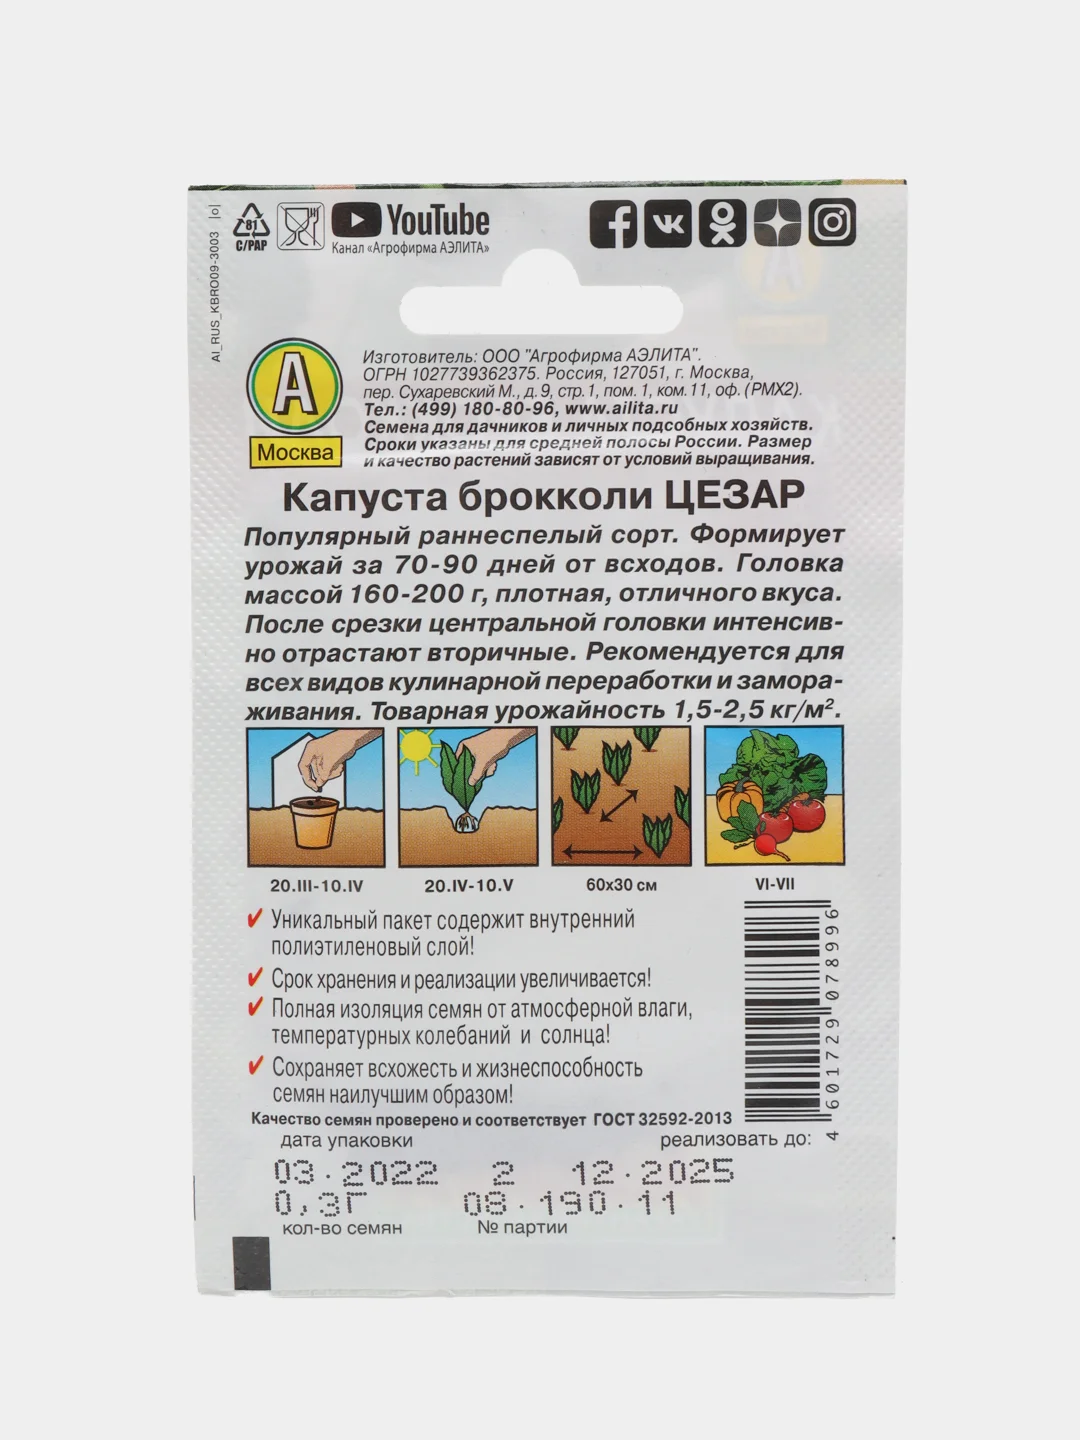 81
C/PAP
YouTube
Канал «Агрофирма АЭЛИТА»
AI_RUS_KBRO09-3003
А
Москва
Изготовитель: ООО "Агрофирма АЭЛИТА".
ОГРН 1027739362375. Россия, 127051, г. Москва,
пер. Сухаревский М., д.9, стр.1, пом. 1, ком.11, оф. (РМХ2).
Тел.: (499) 180-80-96, www.ailita.ru
Семена для дачников и личных подсобных хозяйств.
Сроки указаны для средней полосы России. Размер
и качество растений зависят от условий выращивания.
Капуста брокколи ЦЕЗАР
Популярный раннеспелый сорт. Формирует
урожай за 70-90 дней от всходов. Головка
массой 160-200 г, плотная, отличного вкуса.
После срезки центральной головки интенсив-
но отрастают вторичные. Рекомендуется для
всех видов кулинарной переработки и замора-
живания. Товарная урожайность 1,5-2,5 кг/м².
20.III-10.IV 20.IV-10.V 60x30 см VI-VII
Уникальный пакет содержит внутренний
полиэтиленовый слой!
Срок хранения и реализации увеличивается!
Полная изоляция семян от атмосферной влаги,
температурных колебаний и солнца!
Сохраняет всхожесть и жизнеспособность
семян наилучшим образом!
4 601729 078996
Качество семян проверено и соответствует ГОСТ 32592-2013
дата упаковки реализовать до:
03.2022 2 12.2025
0,3Г 08.190.11
кол-во семян № партии